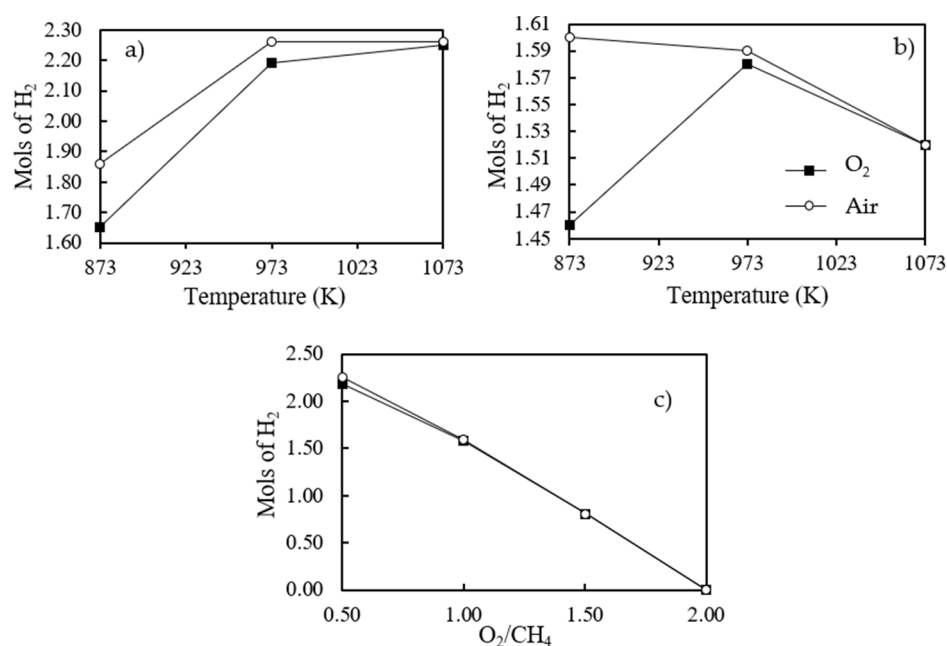 a)
Mols of H₂
2.30
2.20
2.10
2.00
1.90
1.80
1.70
1.60
873 923 973 1023 1073
Temperature (K)
b)
Mols of H₂
1.61
1.59
1.57
1.55
1.53
1.51
1.49
1.47
1.45
O₂
Air
873 923 973 1023 1073
Temperature (K)
c)
Mols of H₂
2.50
2.00
1.50
1.00
0.50
0.00
0.50 1.00 1.50 2.00
O₂/CH₄